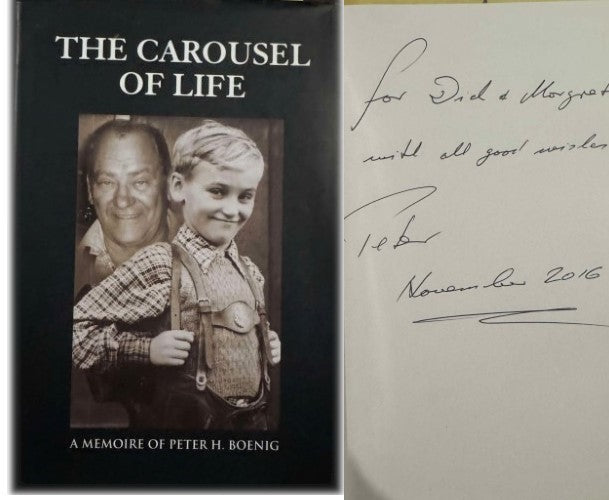 THE CAROUSEL
OF LIFE
A MEMOIRE OF PETER H. BOENIG
for Dick & Margret
with all good wishes
Peter
November 2016